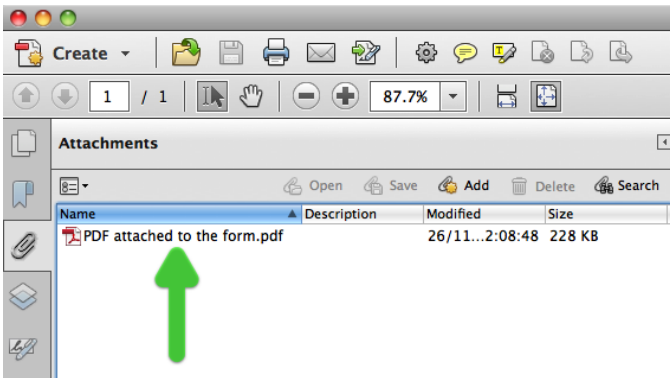 Create
1 / 1 87.7%
Attachments
Open Save Add Delete Search
Name Description Modified Size
PDF attached to the form.pdf 26/11...2:08:48 228 KB